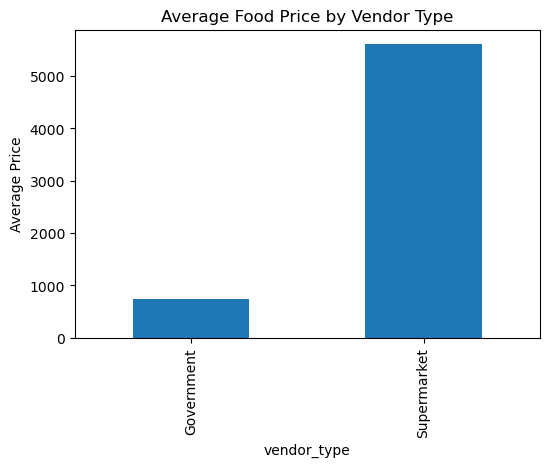 Average Food Price by Vendor Type
Average Price
5000
4000
3000
2000
1000
0
Government
Supermarket
vendor_type